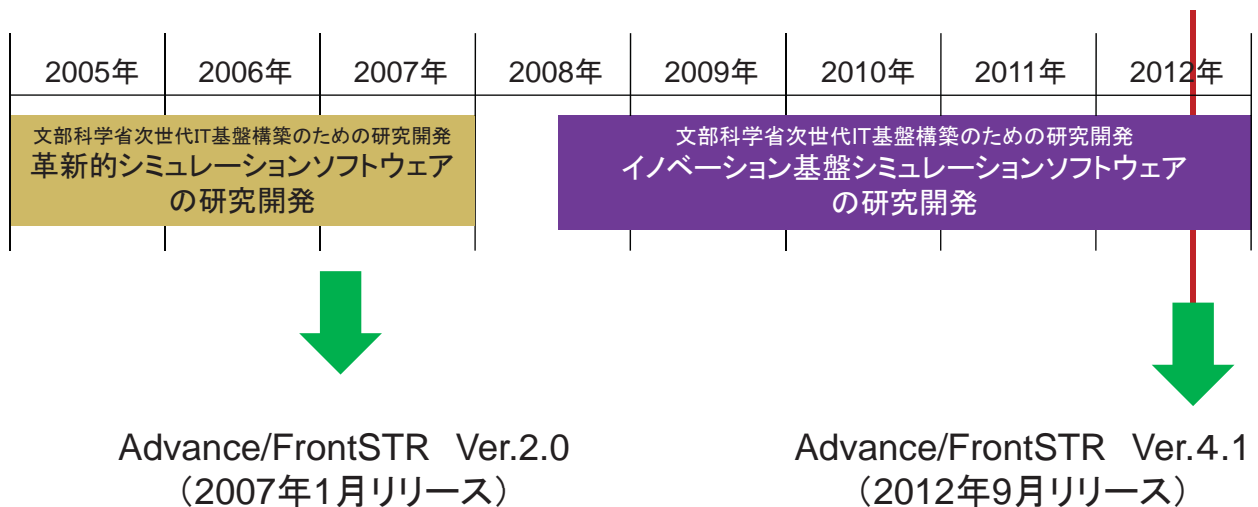 2005年 2006年 2007年 2008年 2009年 2010年 2011年 2012年
文部科学省次世代IT基盤構築のための研究開発
革新的シミュレーションソフトウェア
の研究開発
文部科学省次世代IT基盤構築のための研究開発
イノベーション基盤シミュレーションソフトウェア
の研究開発
Advance/FrontSTR Ver.2.0
（2007年1月リリース）
Advance/FrontSTR Ver.4.1
（2012年9月リリース）